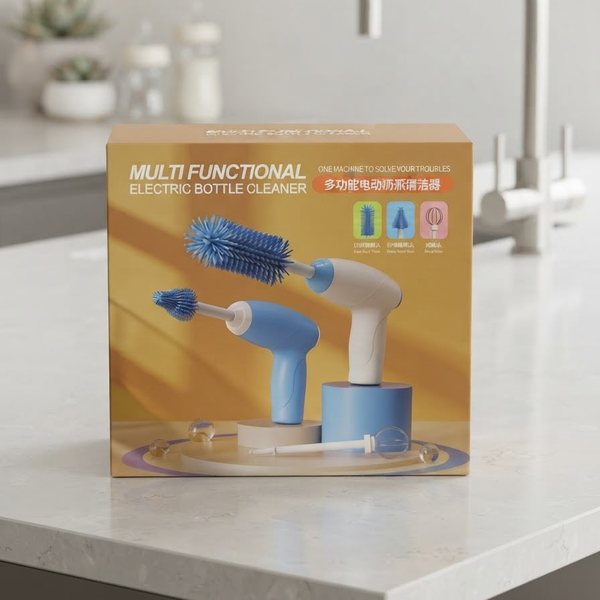 MULTI FUNCTIONAL
ELECTRIC BOTTLE CLEANER
ONE MACHINE TO SOLVE YOUR TROUBLES
多功能电动奶瓶清洁器